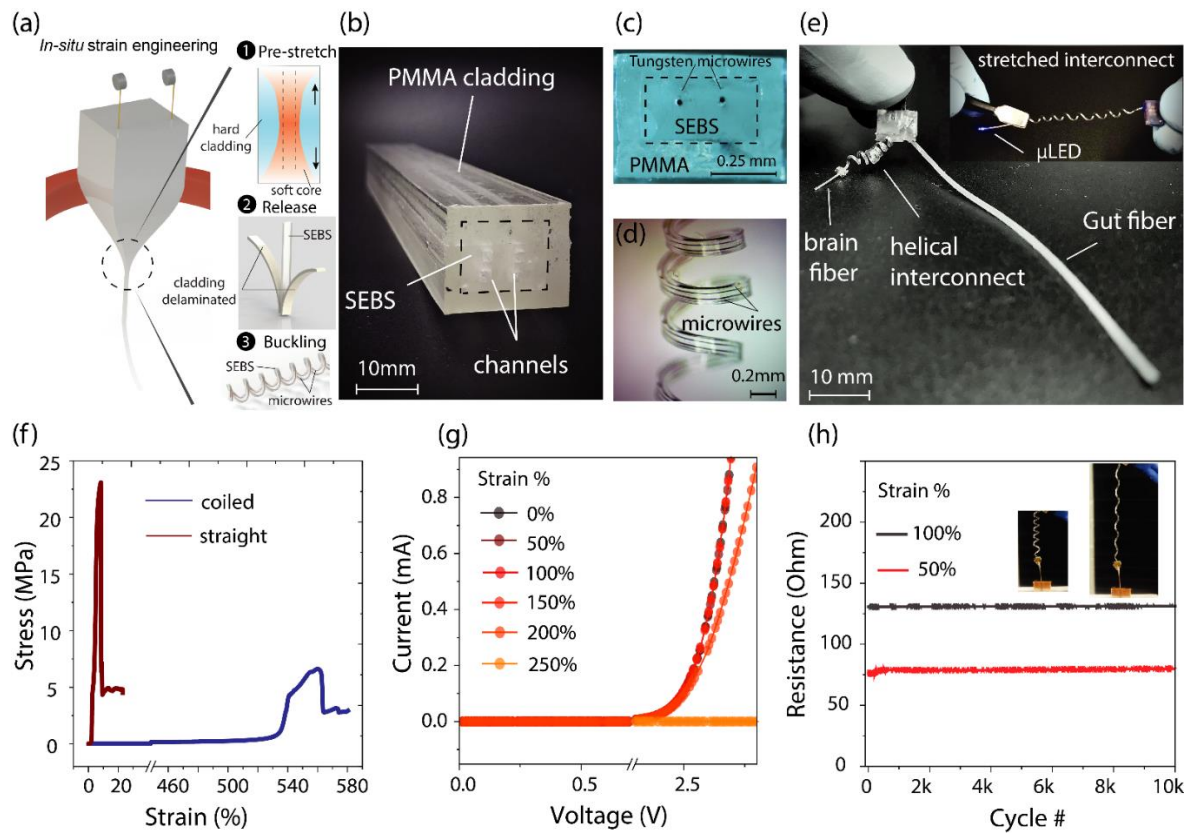 (a)
In-situ strain engineering
1 Pre-stretch
hard
cladding
soft core
2 Release
SEBS
cladding
delaminated
3 Buckling
SEBS
microwires
(b)
PMMA cladding
SEBS
channels
10mm
(c)
Tungsten microwires
SEBS
PMMA
0.25 mm
(d)
microwires
0.2mm
(e)
stretched interconnect
μLED
brain
fiber
helical
interconnect
Gut fiber
10 mm
(f)
Stress (MPa)
25
20
15
10
5
0
coiled
straight
0 20 460 500 540 580
Strain (%)
(g)
Current (mA)
0.8
0.6
0.4
0.2
0.0
Strain %
0%
50%
100%
150%
200%
250%
0.0 0.5 2.5
Voltage (V)
(h)
Resistance (Ohm)
200
150
100
50
0
Strain %
100%
50%
0 2k 4k 6k 8k 10k
Cycle #